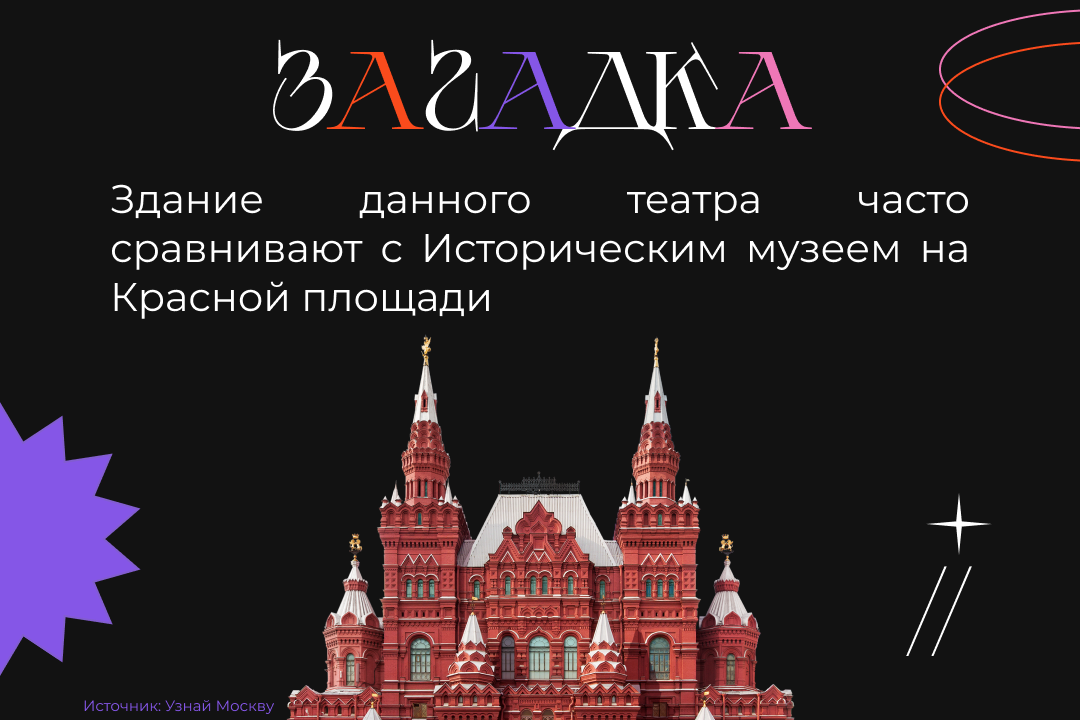 ЗАГАДКА
Здание данного театра часто
сравнивают с Историческим музеем на
Красной площади
Источник: Узнай Москву